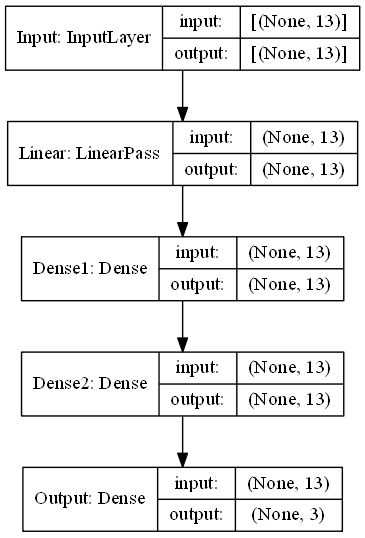 Input: InputLayer
input: [(None, 13)]
output: [(None, 13)]
Linear: LinearPass
input: (None, 13)
output: (None, 13)
Dense1: Dense
input: (None, 13)
output: (None, 13)
Dense2: Dense
input: (None, 13)
output: (None, 13)
Output: Dense
input: (None, 13)
output: (None, 3)